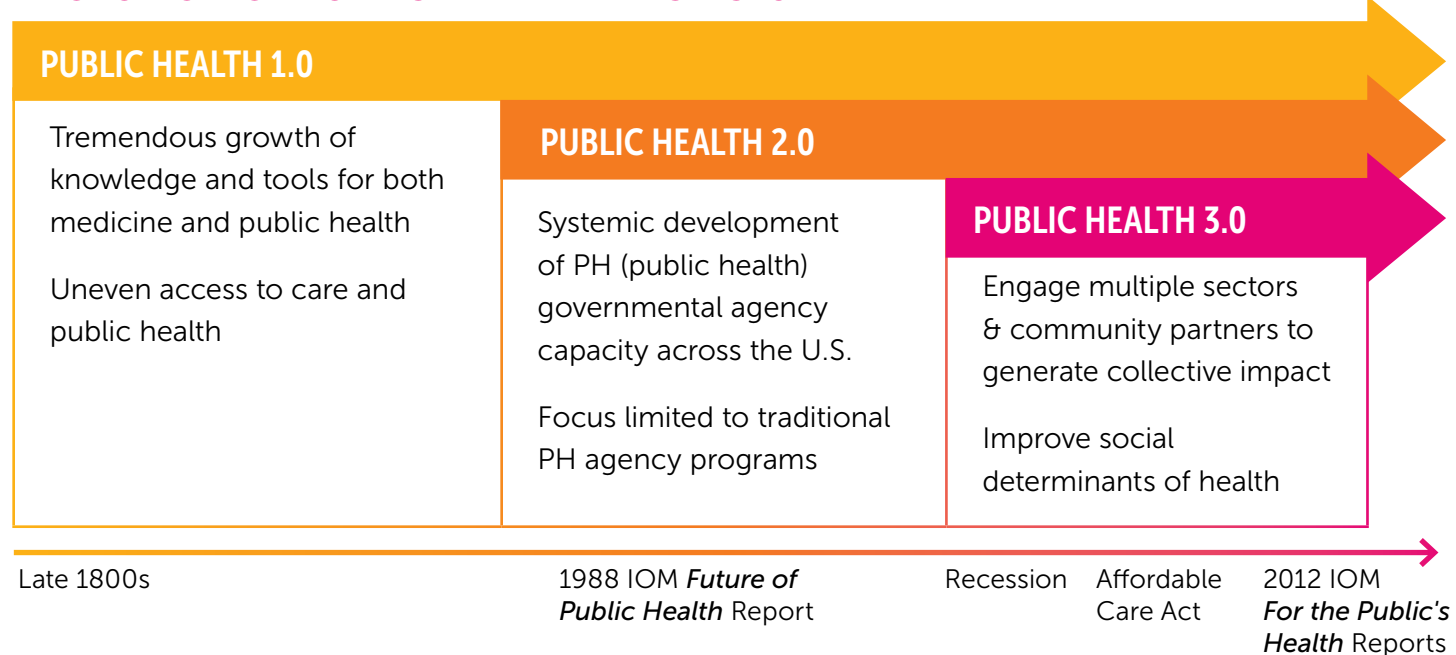 PUBLIC HEALTH 1.0
Tremendous growth of
knowledge and tools for both
medicine and public health
Uneven access to care and
public health
PUBLIC HEALTH 2.0
Systemic development
of PH (public health)
governmental agency
capacity across the U.S.
Focus limited to traditional
PH agency programs
PUBLIC HEALTH 3.0
Engage multiple sectors
& community partners to
generate collective impact
Improve social
determinants of health
Late 1800s
1988 IOM Future of
Public Health Report
Recession
Affordable
Care Act
2012 IOM
For the Public's
Health Reports